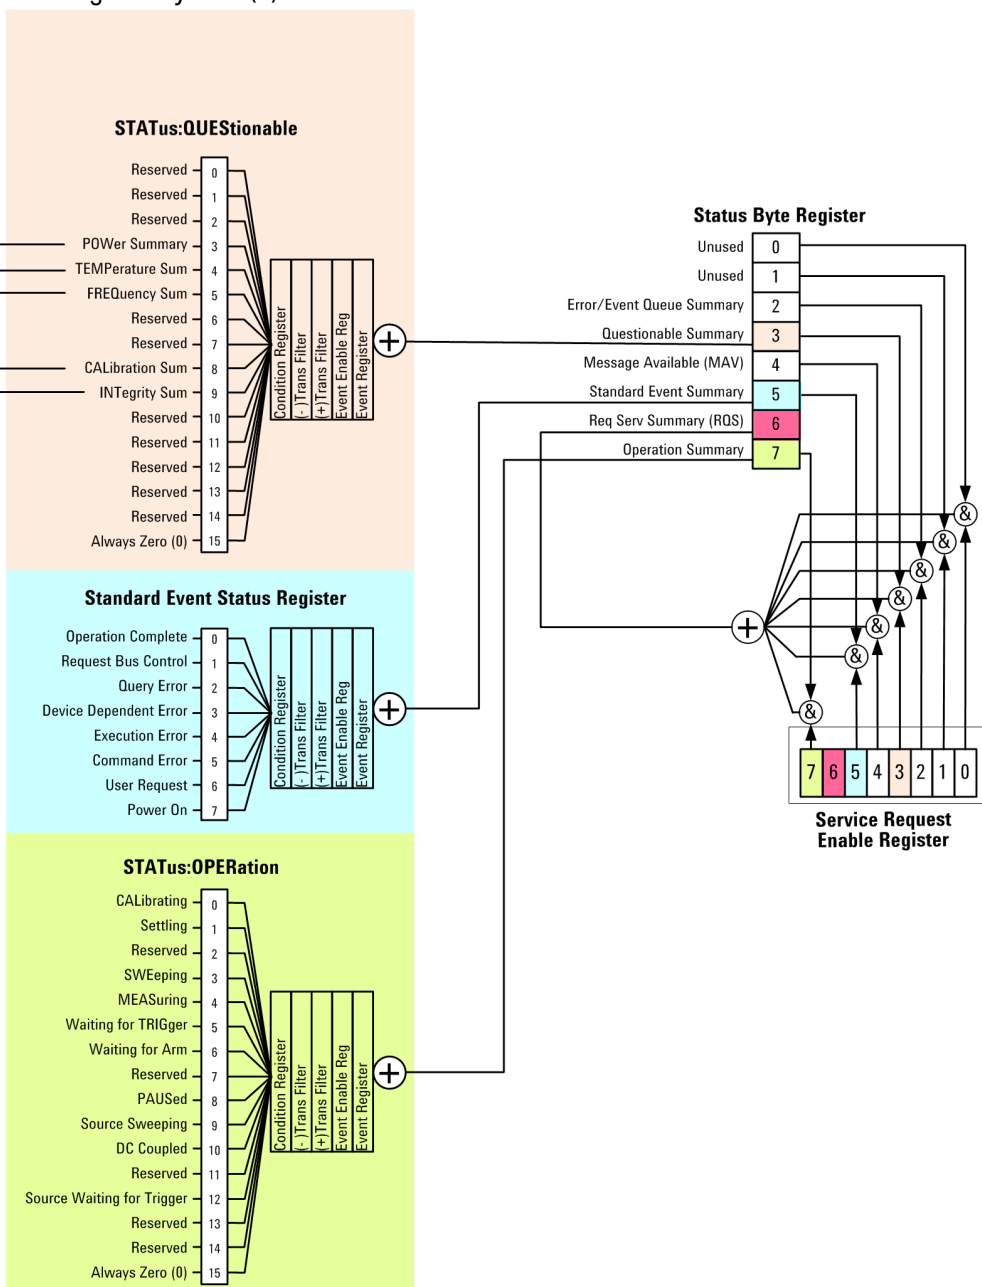 STATus:QUEStionable
Reserved 0
Reserved 1
Reserved 2
POWer Summary 3
TEMPerature Sum 4
FREQuency Sum 5
Reserved 6
Reserved 7
CALibration Sum 8
INTegrity Sum 9
Reserved 10
Reserved 11
Reserved 12
Reserved 13
Reserved 14
Always Zero (0) 15
Condition Register
(-)Trans Filter
(+)Trans Filter
Event Enable Reg
Event Register
+
Standard Event Status Register
Operation Complete 0
Request Bus Control 1
Query Error 2
Device Dependent Error 3
Execution Error 4
Command Error 5
User Request 6
Power On 7
Condition Register
(-)Trans Filter
(+)Trans Filter
Event Enable Reg
Event Register
+
STATus:OPERation
CALibrating 0
Settling 1
Reserved 2
SWEeping 3
MEASuring 4
Waiting for TRIGger 5
Waiting for Arm 6
Reserved 7
PAUSed 8
Source Sweeping 9
DC Coupled 10
Reserved 11
Source Waiting for Trigger 12
Reserved 13
Reserved 14
Always Zero (0) 15
Condition Register
(-)Trans Filter
(+)Trans Filter
Event Enable Reg
Event Register
+
Status Byte Register
Unused 0
Unused 1
Error/Event Queue Summary 2
Questionable Summary 3
Message Available (MAV) 4
Standard Event Summary 5
Req Serv Summary (RQS) 6
Operation Summary 7
&
&
&
&
&
&
&
+
7 6 5 4 3 2 1 0
Service Request
Enable Register